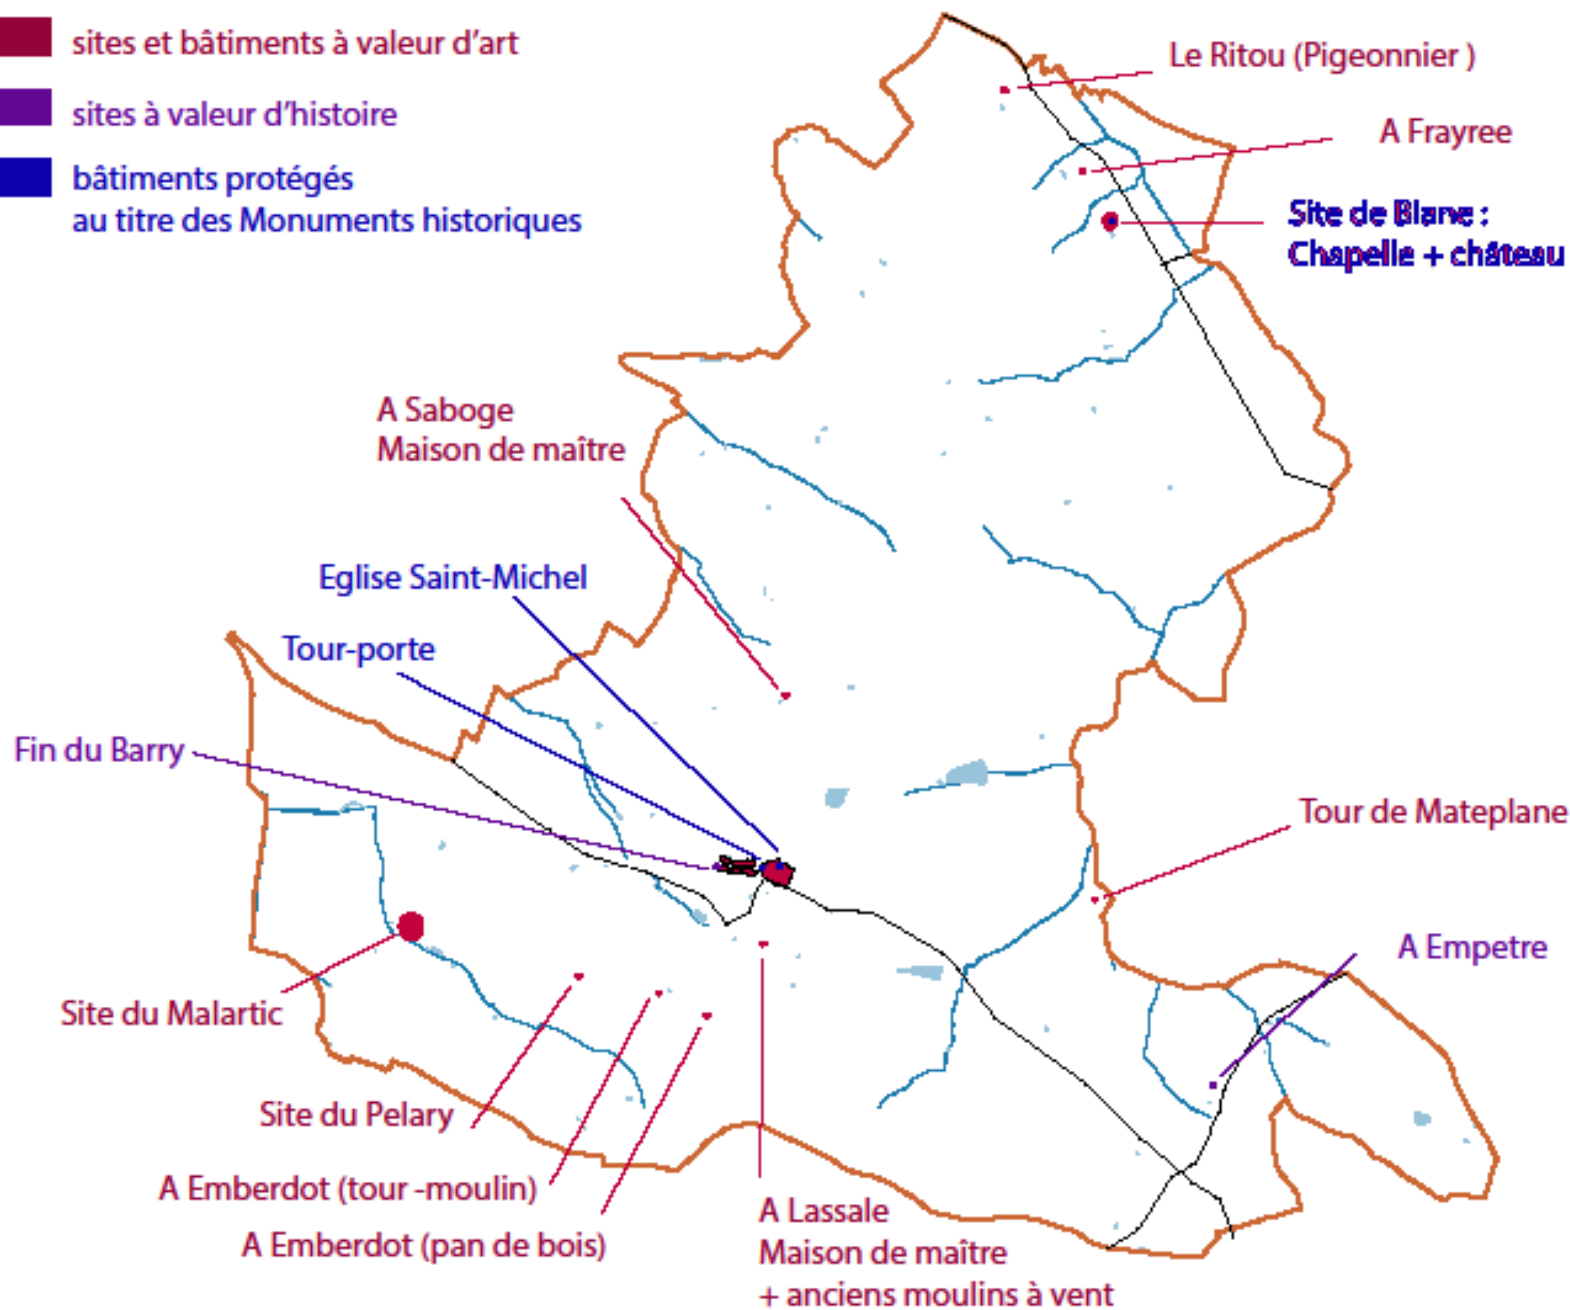 sites et bâtiments à valeur d'art
sites à valeur d'histoire
bâtiments protégés
au titre des Monuments historiques
Le Ritou (Pigeonnier )
A Frayree
Site de Blane :
Chapelle + château
A Saboge
Maison de maître
Eglise Saint-Michel
Tour-porte
Fin du Barry
Tour de Mateplane
A Empetre
Site du Malartic
Site du Pelary
A Emberdot (tour -moulin)
A Emberdot (pan de bois)
A Lassale
Maison de maître
+ anciens moulins à vent